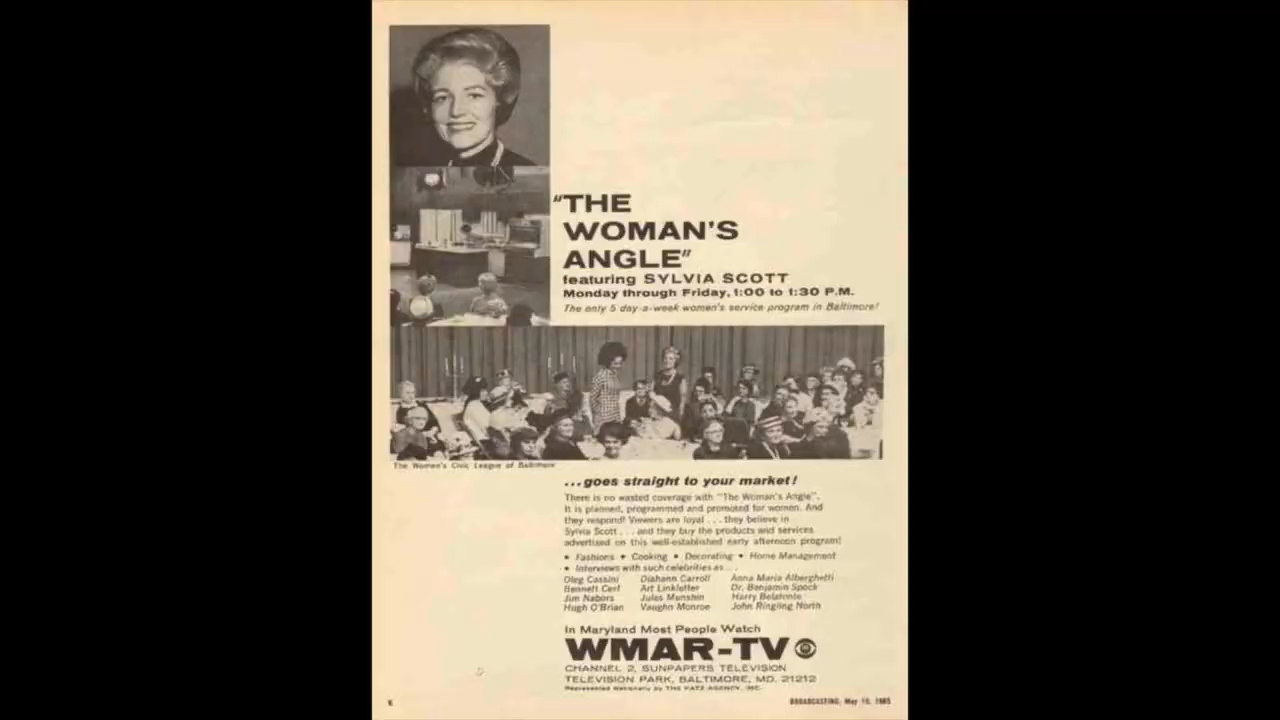 "THE
WOMAN'S
ANGLE"
featuring SYLVIA SCOTT
Monday through Friday, 1:00 to 1:30 P.M.
The only 5 day-a-week women's service program in Baltimore!
The Women's Civic League of Baltimore
...goes straight to your market!
There is no wasted coverage with "The Woman's Angle".
It is planned, programmed and promoted for women. And
they respond! Viewers are loyal . . . they believe in
Sylvia Scott . . . and they buy the products and services
advertised on this well-established early afternoon program!
• Fashions • Cooking • Decorating • Home Management
• Interviews with such celebrities as . . .
Oleg Cassini Diahann Carroll Anna Maria Alberghetti
Bennett Cerf Art Linkletter Dr. Benjamin Spock
Jim Nabors Jules Munshin Harry Belafonte
Hugh O'Brian Vaughn Monroe John Ringling North
In Maryland Most People Watch
WMAR-TV
CHANNEL 2, SUNPAPERS TELEVISION
TELEVISION PARK, BALTIMORE, MD. 21212
Represented Nationally by THE KATZ AGENCY, INC.
6 BROADCASTING, May 10, 1965